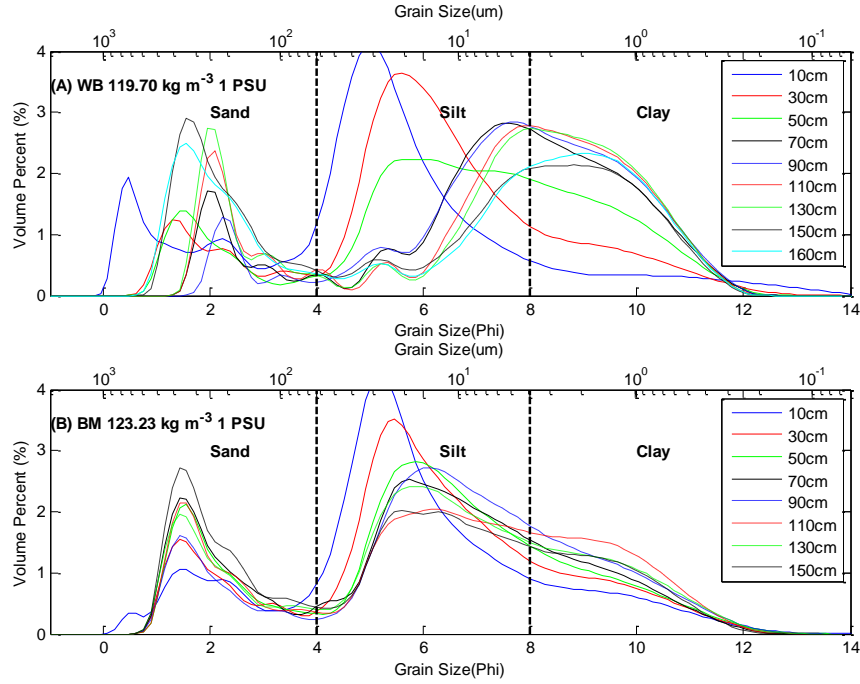 Grain Size(um)
10³ 10² 10¹ 10⁰ 10⁻¹
4
3
2
1
0
Volume Percent (%)
(A) WB 119.70 kg m⁻³ 1 PSU
Sand Silt Clay
10cm
30cm
50cm
70cm
90cm
110cm
130cm
150cm
160cm
0 2 4 6 8 10 12 14
Grain Size(Phi)
Grain Size(um)
10³ 10² 10¹ 10⁰ 10⁻¹
4
3
2
1
0
Volume Percent (%)
(B) BM 123.23 kg m⁻³ 1 PSU
Sand Silt Clay
10cm
30cm
50cm
70cm
90cm
110cm
130cm
150cm
0 2 4 6 8 10 12 14
Grain Size(Phi)